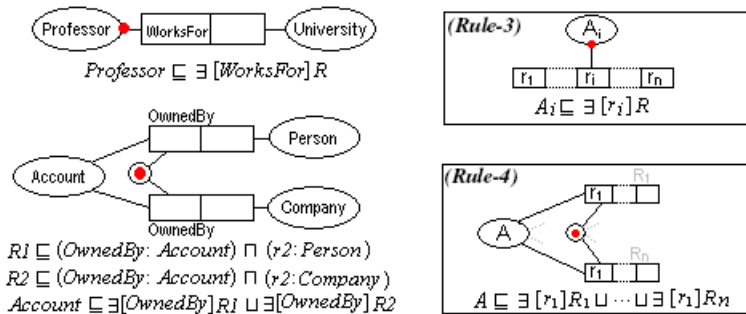 Professor WorksFor University
Professor ⊑ ∃ [WorksFor] R
OwnedBy
Person
Account
Company
OwnedBy
R1 ⊑ (OwnedBy: Account) ⊓ (r2: Person)
R2 ⊑ (OwnedBy: Account) ⊓ (r2: Company)
Account ⊑ ∃[OwnedBy] R1 ⊔ ∃[OwnedBy] R2
(Rule-3)
Ai
r1 ri rn
Ai ⊑ ∃ [ri] R
(Rule-4)
R1
r1
A
Rn
r1
A ⊑ ∃ [r1] R1 ⊔ ⋯ ⊔ ∃ [r1] Rn